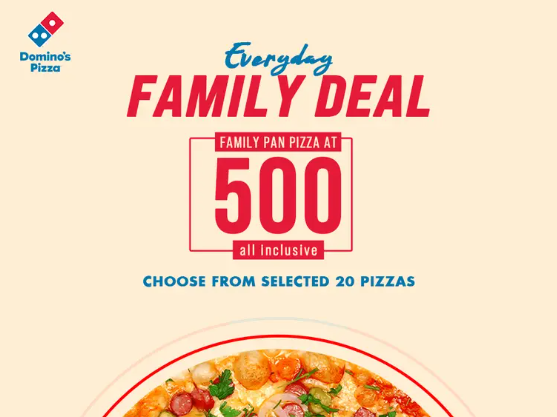 Domino's
Pizza
Everyday
FAMILY DEAL
FAMILY PAN PIZZA AT
500
all inclusive
CHOOSE FROM SELECTED 20 PIZZAS